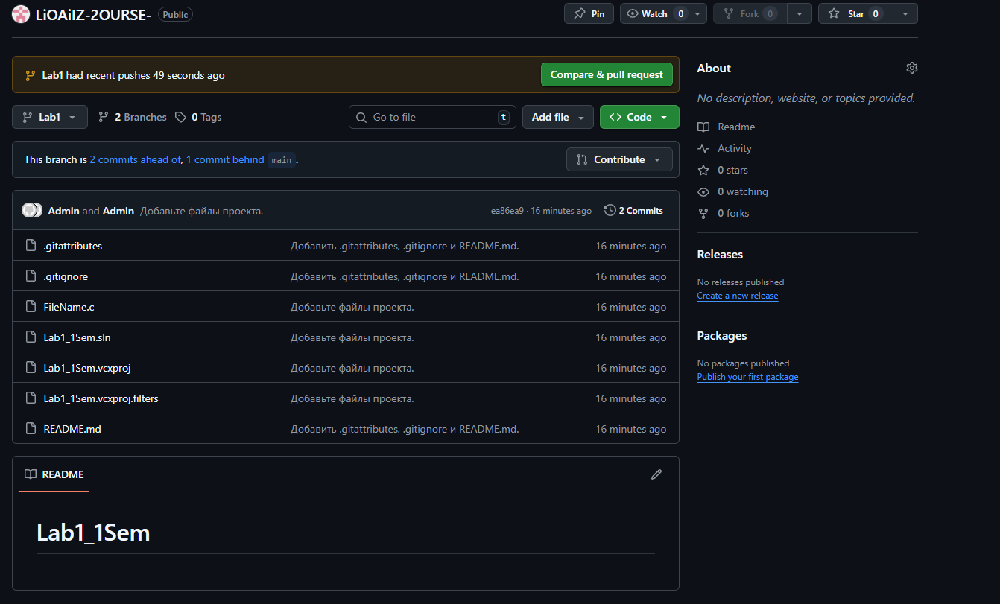 LiOAiIZ-2OURSE- Public Pin Watch 0 Fork 0 Star 0
Lab1 had recent pushes 49 seconds ago Compare & pull request
Lab1 2 Branches 0 Tags Go to file t Add file Code
This branch is 2 commits ahead of, 1 commit behind main . Contribute
Admin and Admin Добавьте файлы проекта. ea86ea9 · 16 minutes ago 2 Commits
.gitattributes Добавить .gitattributes, .gitignore и README.md. 16 minutes ago
.gitignore Добавить .gitattributes, .gitignore и README.md. 16 minutes ago
FileName.c Добавьте файлы проекта. 16 minutes ago
Lab1_1Sem.sln Добавьте файлы проекта. 16 minutes ago
Lab1_1Sem.vcxproj Добавьте файлы проекта. 16 minutes ago
Lab1_1Sem.vcxproj.filters Добавьте файлы проекта. 16 minutes ago
README.md Добавить .gitattributes, .gitignore и README.md. 16 minutes ago
README
Lab1_1Sem
About
No description, website, or topics provided.
Readme
Activity
0 stars
0 watching
0 forks
Releases
No releases published
Create a new release
Packages
No packages published
Publish your first package